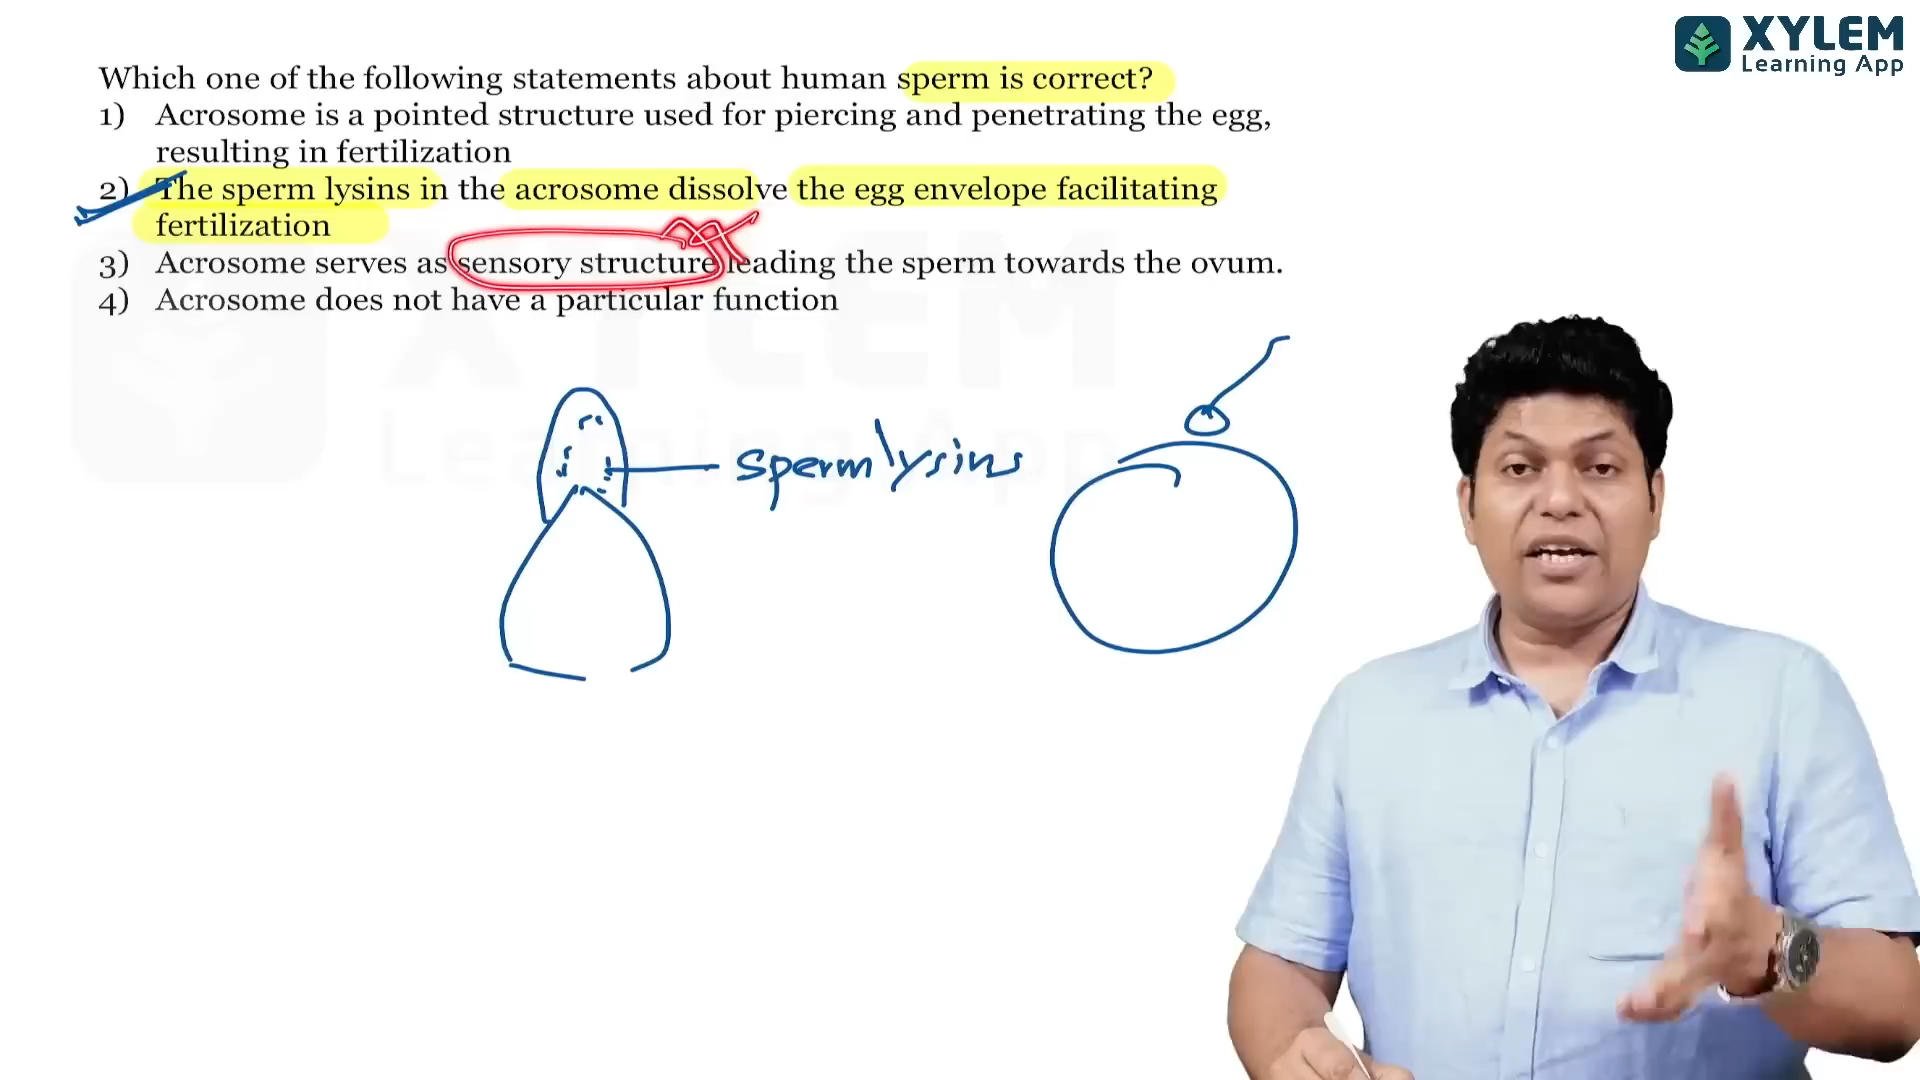 XYLEM
Learning App
Which one of the following statements about human sperm is correct?
1) Acrosome is a pointed structure used for piercing and penetrating the egg,
resulting in fertilization
2) The sperm lysins in the acrosome dissolve the egg envelope facilitating
fertilization
3) Acrosome serves as sensory structure leading the sperm towards the ovum.
4) Acrosome does not have a particular function
XYLEM
Learning App
sperm lysins